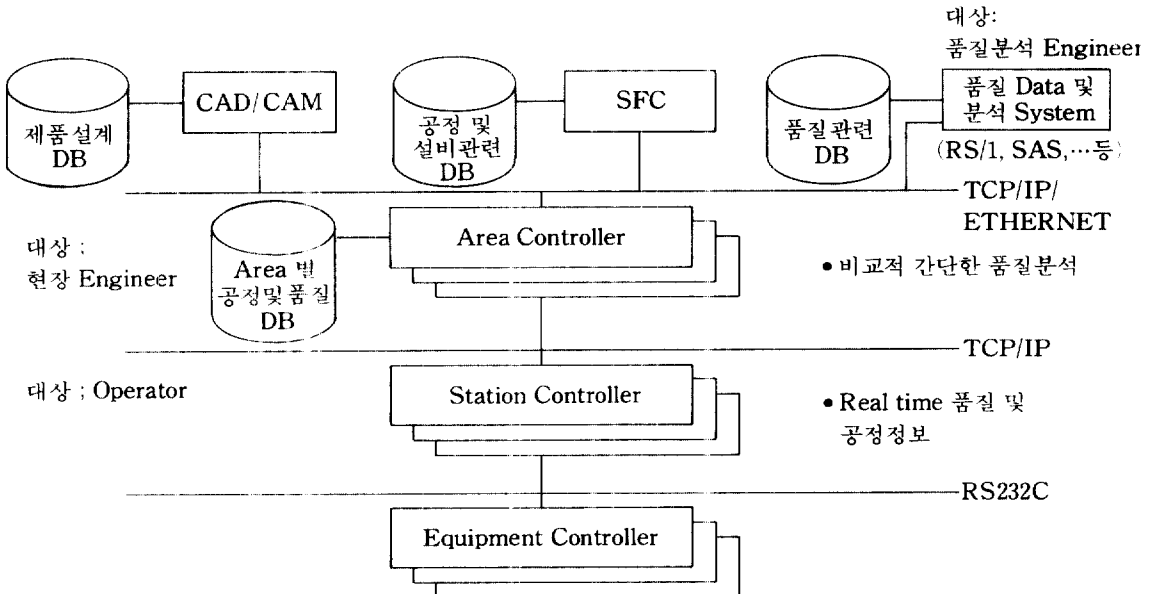 대상:
품질분석 Engineer
제품설계
DB
CAD/CAM
공정 및
설비관련
DB
SFC
품질관련
DB
품질 Data 및
분석 System
(RS/1, SAS,…등)
TCP/IP/
ETHERNET
대상 ;
현장 Engineer
Area 별
공정및 품질
DB
Area Controller
• 비교적 간단한 품질분석
TCP/IP
대상 ; Operator
Station Controller
• Real time 품질 및
공정정보
RS232C
Equipment Controller